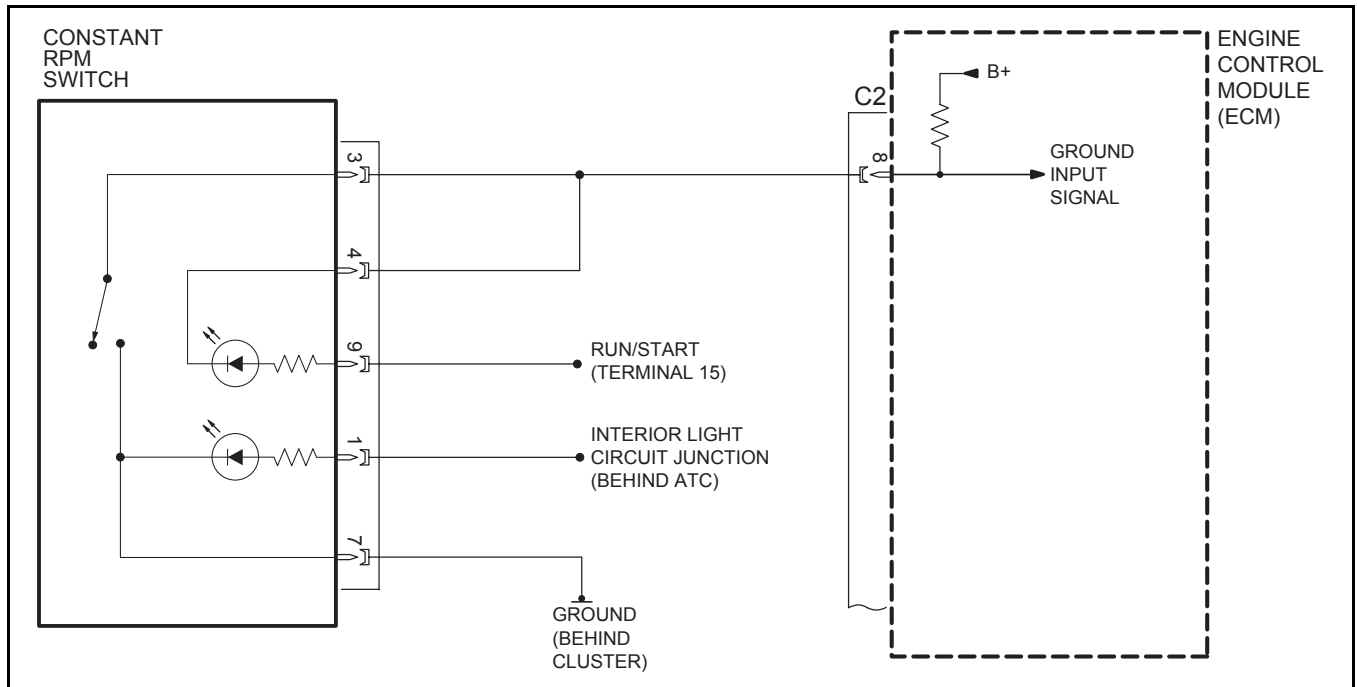 CONSTANT
RPM
SWITCH
3
4
9
1
7
RUN/START
(TERMINAL 15)
INTERIOR LIGHT
CIRCUIT JUNCTION
(BEHIND ATC)
GROUND
(BEHIND
CLUSTER)
C2
8
B+
GROUND
INPUT
SIGNAL
ENGINE
CONTROL
MODULE
(ECM)